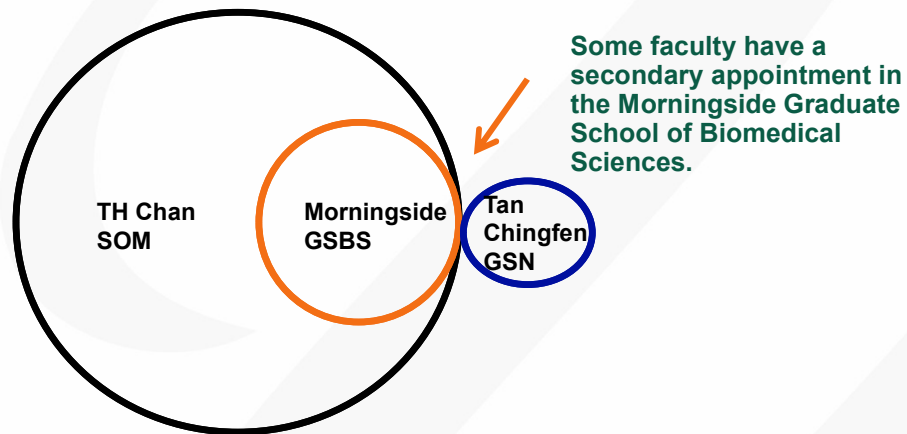 Some faculty have a
secondary appointment in
the Morningside Graduate
School of Biomedical
Sciences.
TH Chan
SOM
Morningside
GSBS
Tan
Chingfen
GSN